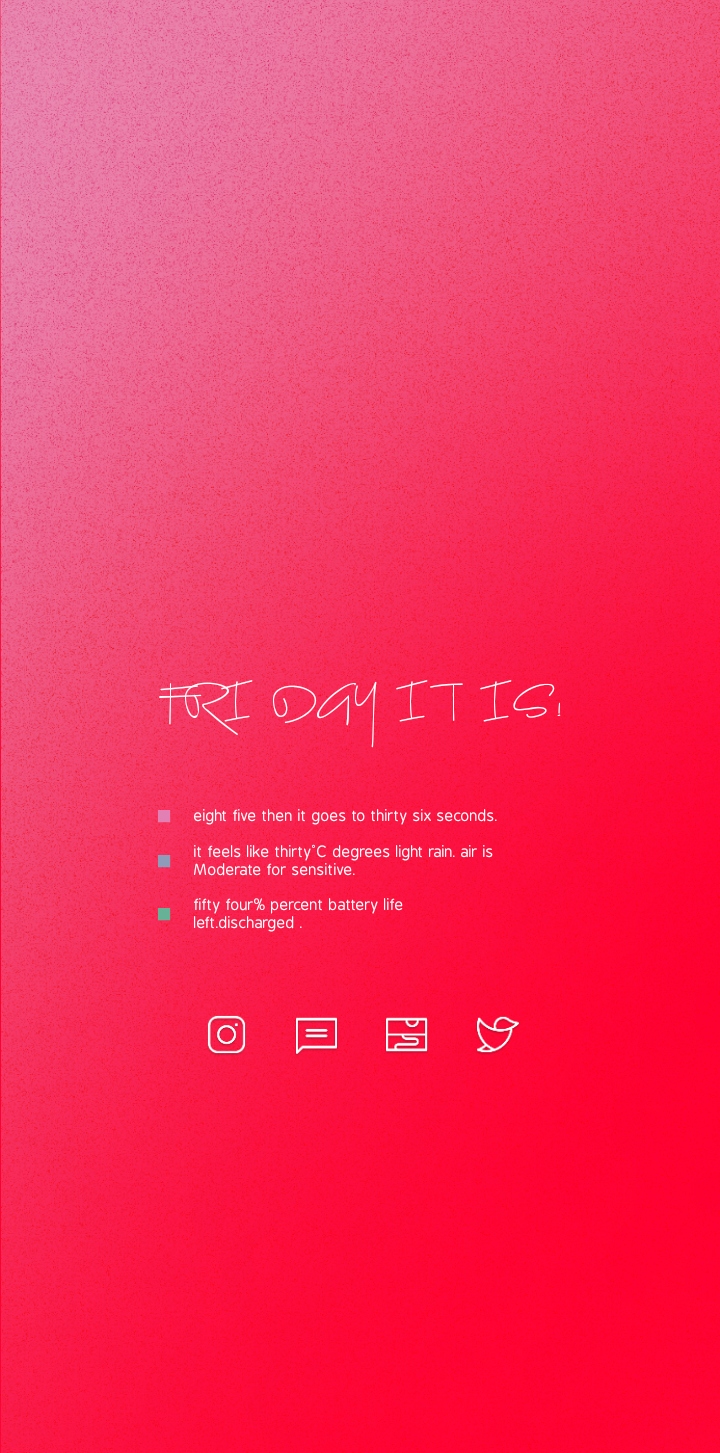 FRI DAY IT IS!
eight five then it goes to thirty six seconds.
it feels like thirty°C degrees light rain. air is
Moderate for sensitive.
fifty four% percent battery life
left.discharged .